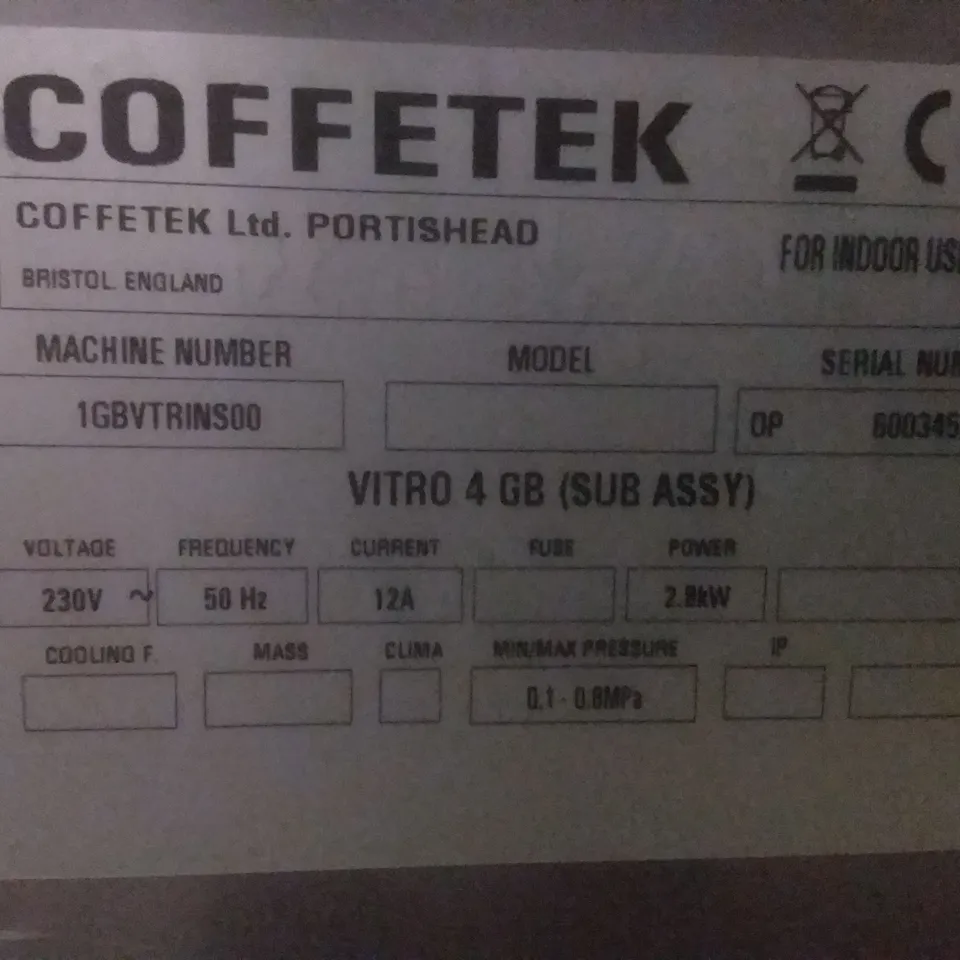 COFFETEK
COFFETEK Ltd. PORTISHEAD
FOR INDOOR
BRISTOL ENGLAND
MACHINE NUMBER MODEL SERIAL
1GBVTRINS00 OP
VITRO 4 GB (SUB ASSY)
VOLTAGE FREQUENCY CURRENT FUSE POWER
230V ~ 50 Hz 12A
COOLING F. MASS CLIMA MIN/MAX PRESSURE IP